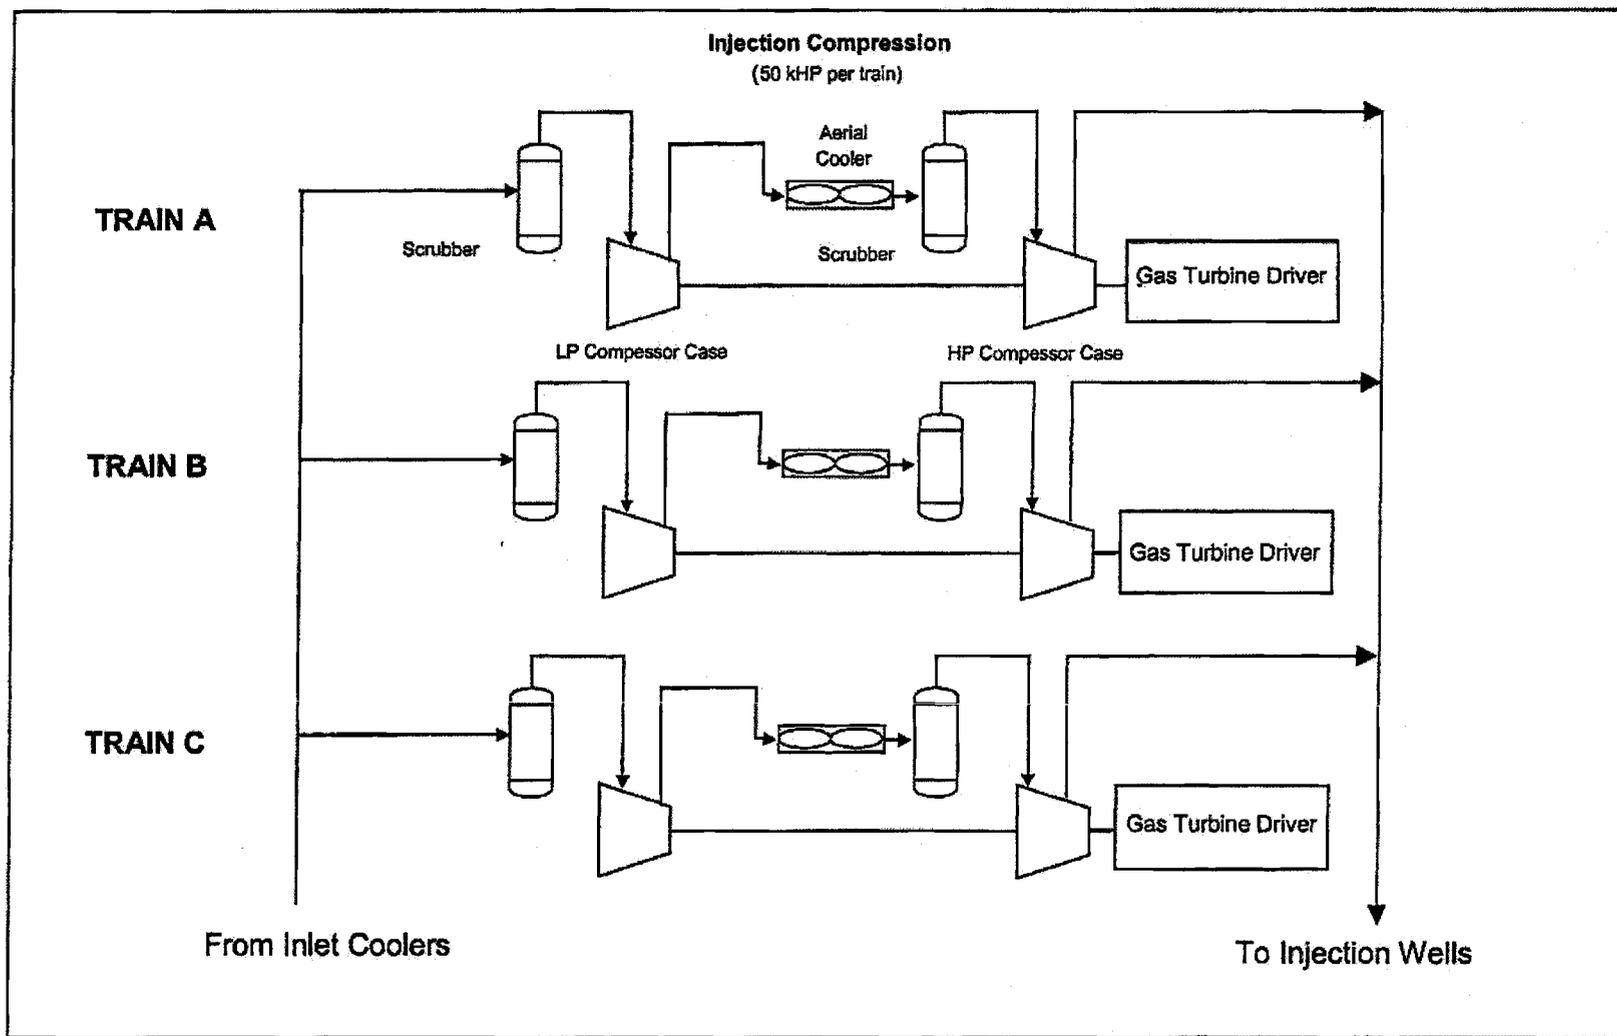 Injection Compression
(50 kHP per train)
Aerial
Cooler
TRAIN A
Scrubber
Scrubber
Gas Turbine Driver
LP Compessor Case
HP Compessor Case
TRAIN B
Gas Turbine Driver
TRAIN C
Gas Turbine Driver
From Inlet Coolers
To Injection Wells